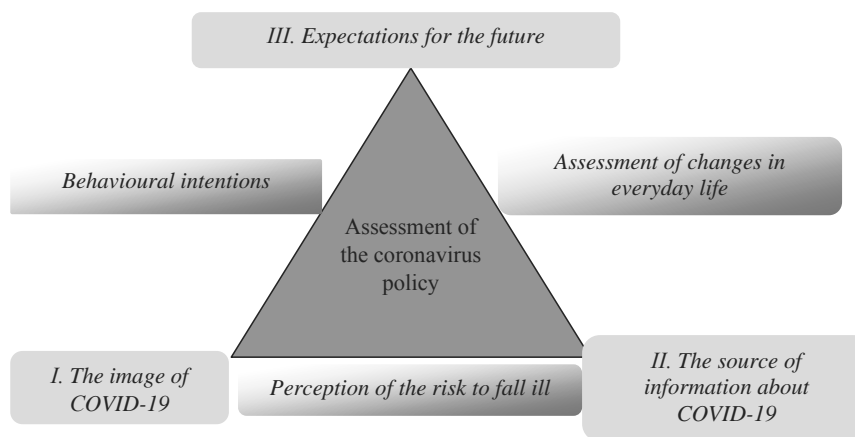 III. Expectations for the future
Behavioural intentions
Assessment of changes in
everyday life
Assessment of
the coronavirus
policy
I. The image of
COVID-19
Perception of the risk to fall ill
II. The source of
information about
COVID-19